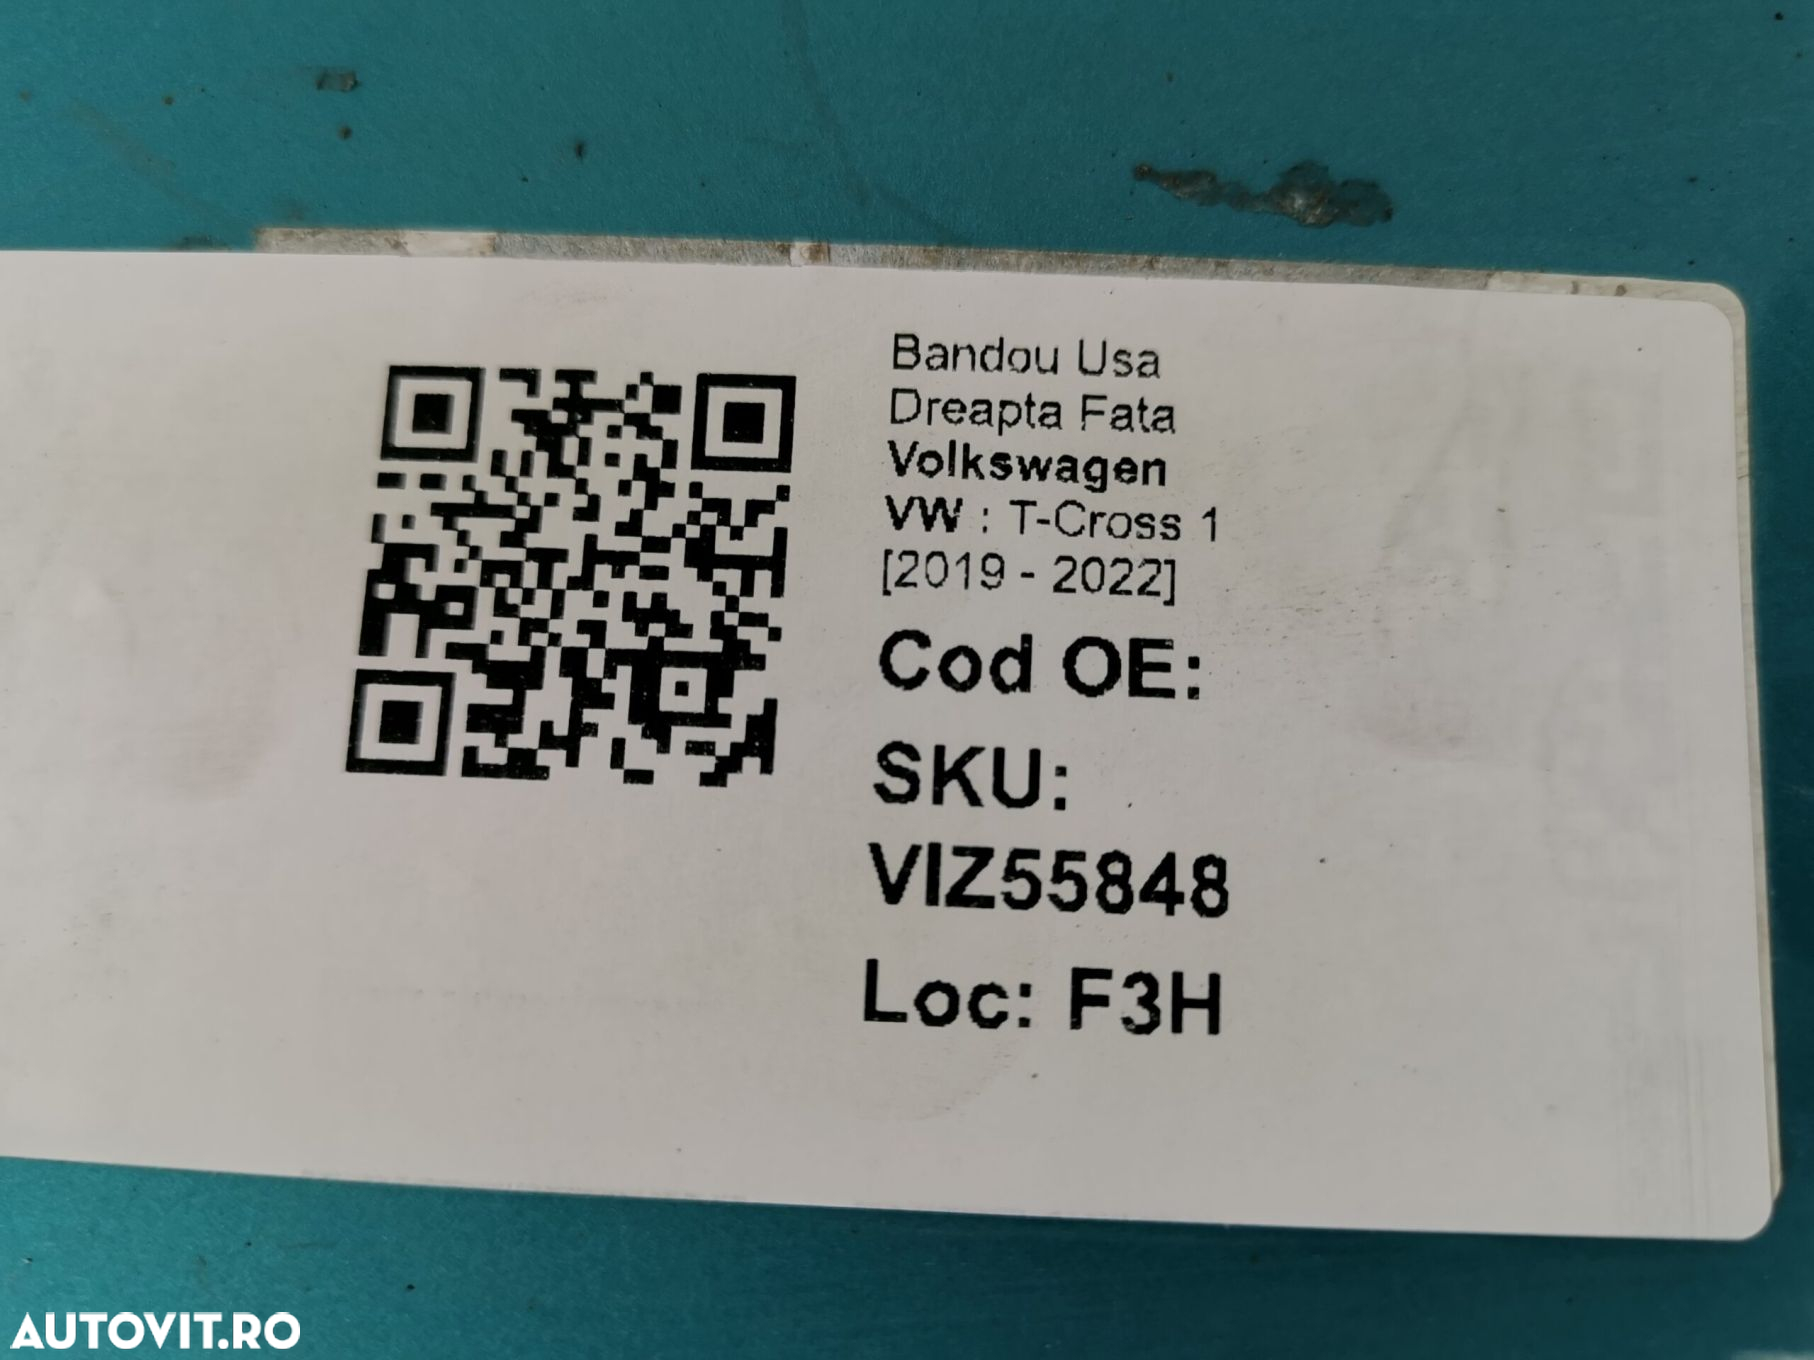 Bandou Usa
Dreapta Fata
Volkswagen
VW : T-Cross 1
[2019 - 2022]
Cod OE:
SKU:
VIZ55848
Loc: F3H
AUTOVIT.RO